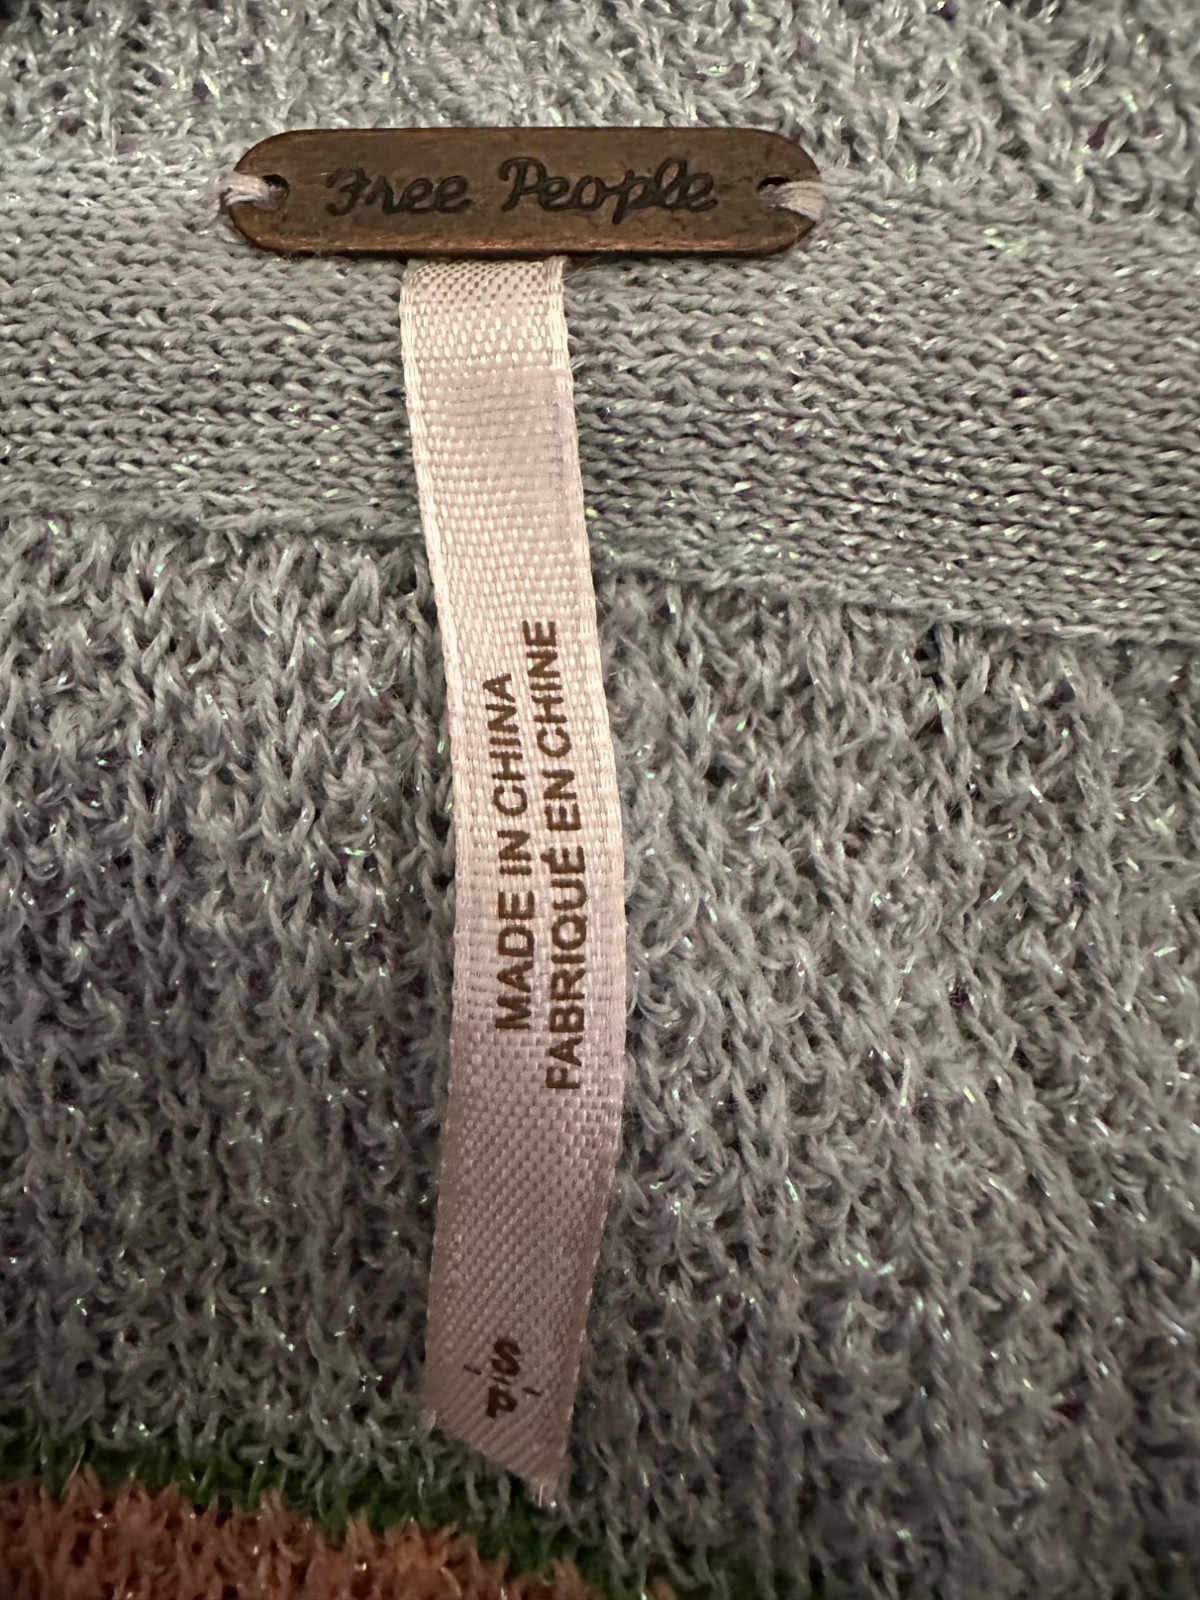 Free People
MADE IN CHINA
FABRIQUÉ EN CHINE
S/P